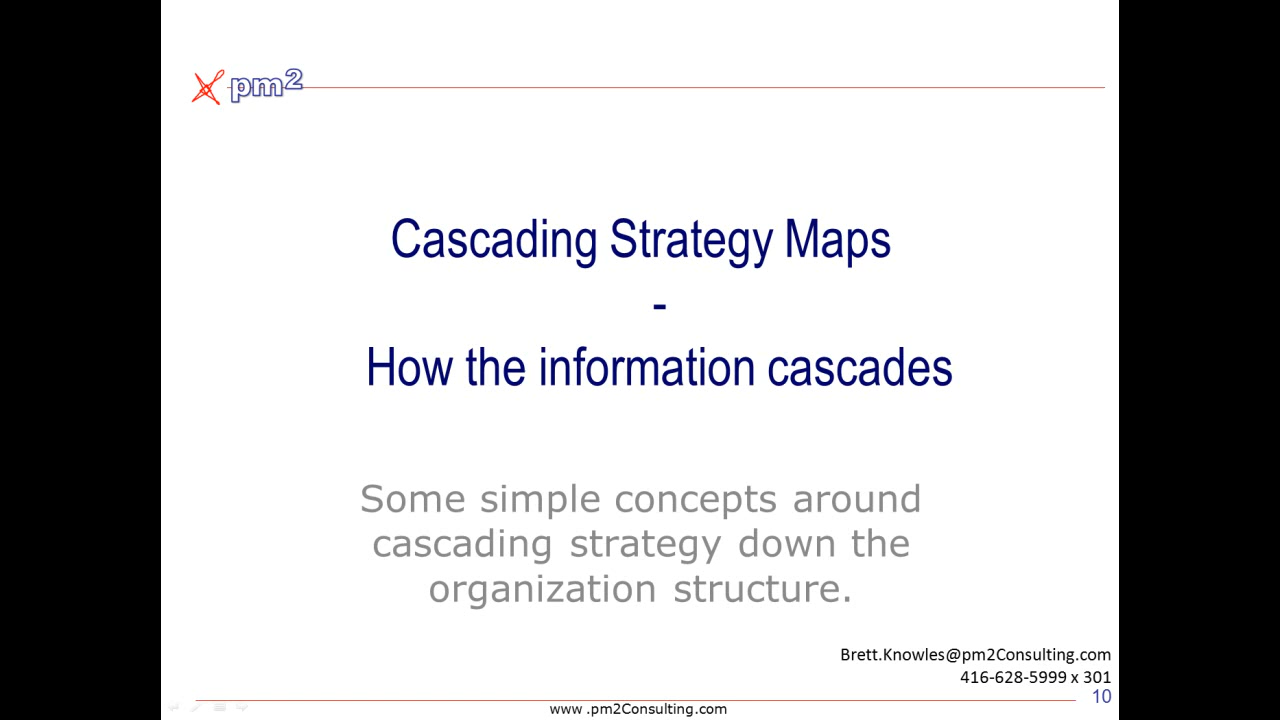 pm2
Cascading Strategy Maps
-
How the information cascades
Some simple concepts around
cascading strategy down the
organization structure.
Brett.Knowles@pm2Consulting.com
416-628-5999 x 301
10
www .pm2Consulting.com